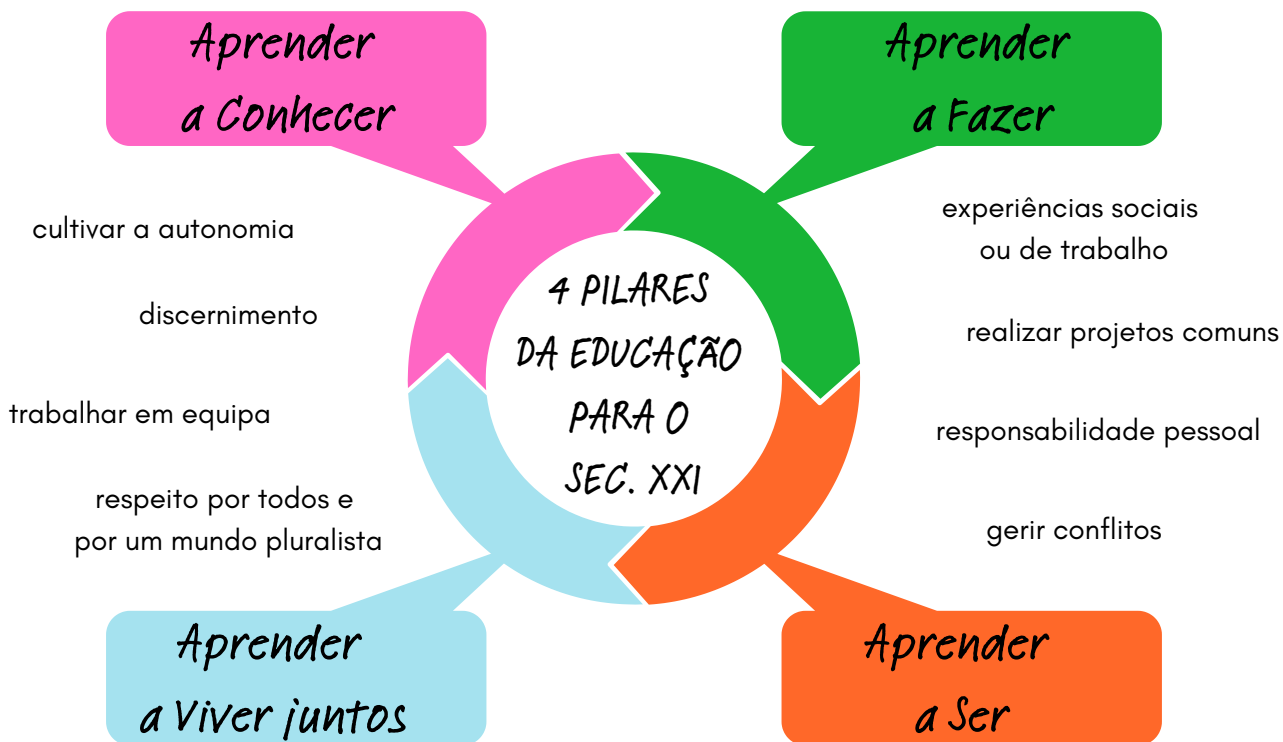 Aprender
a Conhecer
Aprender
a Fazer
cultivar a autonomia
discernimento
trabalhar em equipa
respeito por todos e
por um mundo pluralista
4 PILARES
DA EDUCAÇÃO
PARA O
SEC. XXI
experiências sociais
ou de trabalho
realizar projetos comuns
responsabilidade pessoal
gerir conflitos
Aprender
a Viver juntos
Aprender
a Ser